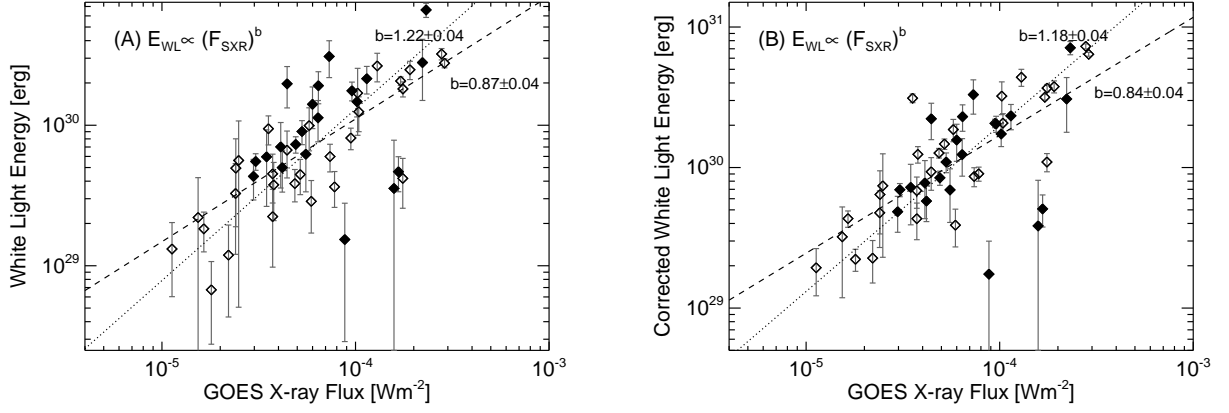 (A) E_WL∝ (F_SXR)^b
b=1.22±0.04
b=0.87±0.04
White Light Energy [erg]
10^30
10^29
10^-5
10^-4
10^-3
GOES X-ray Flux [Wm^-2]
(B) E_WL∝ (F_SXR)^b
b=1.18±0.04
b=0.84±0.04
Corrected White Light Energy [erg]
10^31
10^30
10^29
10^-5
10^-4
10^-3
GOES X-ray Flux [Wm^-2]